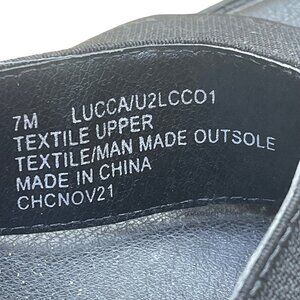 7M LUCCA/U2LCCO1
TEXTILE UPPER
TEXTILE/MAN MADE OUTSOLE
MADE IN CHINA
CHCNOV21